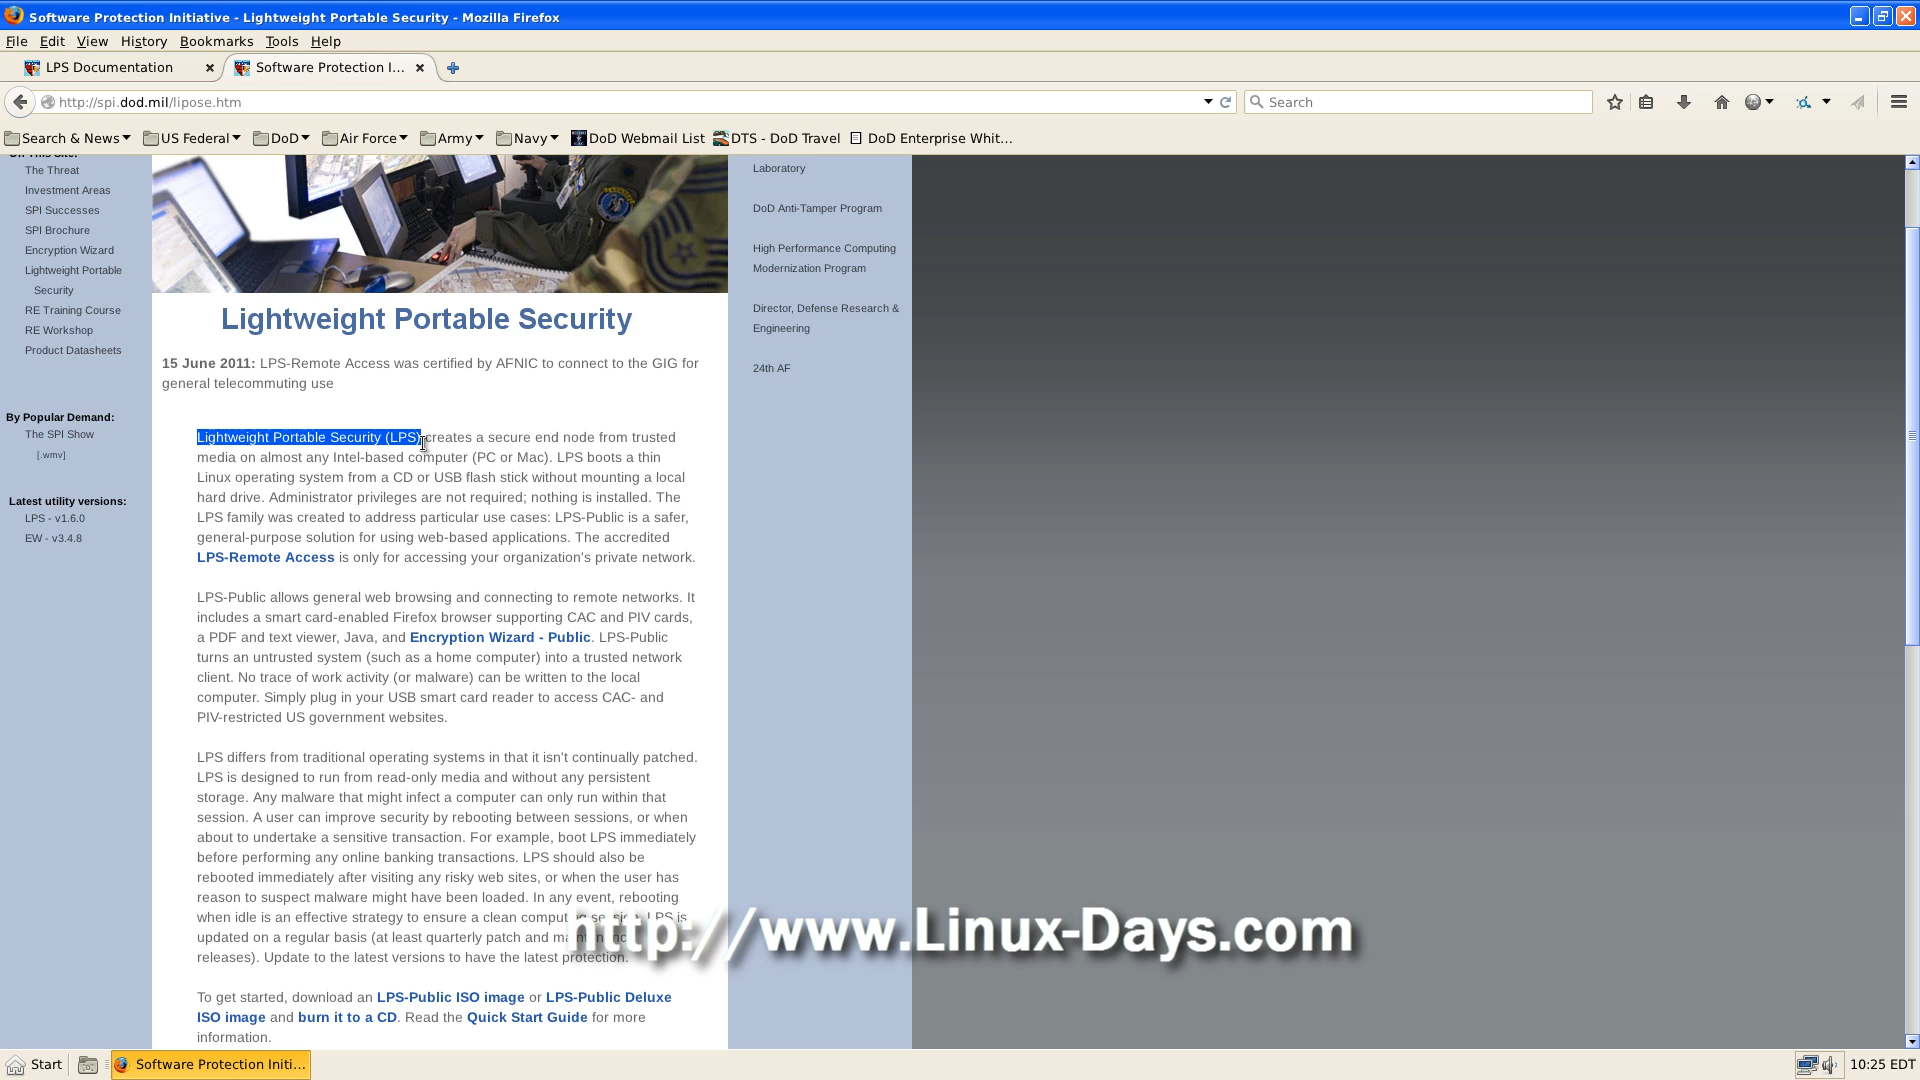 Software Protection Initiative - Lightweight Portable Security - Mozilla Firefox
File Edit View History Bookmarks Tools Help
LPS Documentation
Software Protection I...
http://spi.dod.mil/lipose.htm
Search
Search & News
US Federal
DoD
Air Force
Army
Navy
DoD Webmail List
DTS - DoD Travel
DoD Enterprise Whit...
On This Site:
The Threat
Investment Areas
SPI Successes
SPI Brochure
Encryption Wizard
Lightweight Portable
Security
RE Training Course
RE Workshop
Product Datasheets
By Popular Demand:
The SPI Show
[.wmv]
Latest utility versions:
LPS - v1.6.0
EW - v3.4.8
Lightweight Portable Security
15 June 2011: LPS-Remote Access was certified by AFNIC to connect to the GIG for
general telecommuting use
Lightweight Portable Security (LPS) creates a secure end node from trusted
media on almost any Intel-based computer (PC or Mac). LPS boots a thin
Linux operating system from a CD or USB flash stick without mounting a local
hard drive. Administrator privileges are not required; nothing is installed. The
LPS family was created to address particular use cases: LPS-Public is a safer,
general-purpose solution for using web-based applications. The accredited
LPS-Remote Access is only for accessing your organization's private network.
LPS-Public allows general web browsing and connecting to remote networks. It
includes a smart card-enabled Firefox browser supporting CAC and PIV cards,
a PDF and text viewer, Java, and Encryption Wizard - Public. LPS-Public
turns an untrusted system (such as a home computer) into a trusted network
client. No trace of work activity (or malware) can be written to the local
computer. Simply plug in your USB smart card reader to access CAC- and
PIV-restricted US government websites.
LPS differs from traditional operating systems in that it isn't continually patched.
LPS is designed to run from read-only media and without any persistent
storage. Any malware that might infect a computer can only run within that
session. A user can improve security by rebooting between sessions, or when
about to undertake a sensitive transaction. For example, boot LPS immediately
before performing any online banking transactions. LPS should also be
rebooted immediately after visiting any risky web sites, or when the user has
reason to suspect malware might have been loaded. In any event, rebooting
when idle is an effective strategy to ensure a clean computing session. LPS is
updated on a regular basis (at least quarterly patch and maintenance
releases). Update to the latest versions to have the latest protection.
To get started, download an LPS-Public ISO image or LPS-Public Deluxe
ISO image and burn it to a CD. Read the Quick Start Guide for more
information.
Laboratory
DoD Anti-Tamper Program
High Performance Computing
Modernization Program
Director, Defense Research &
Engineering
24th AF
http://www.Linux-Days.com
Start
Software Protection Initi...
10:25 EDT